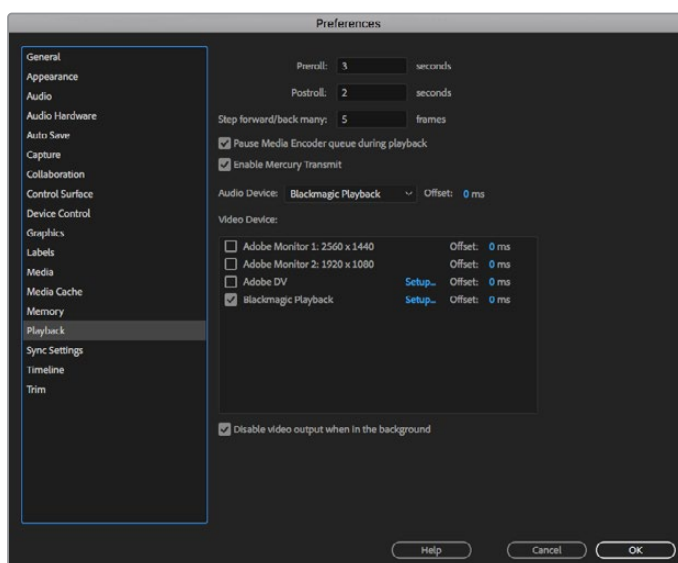 Preferences
General
Appearance
Audio
Audio Hardware
Auto Save
Capture
Collaboration
Control Surface
Device Control
Graphics
Labels
Media
Media Cache
Memory
Playback
Sync Settings
Timeline
Trim
Preroll: 3 seconds
Postroll: 2 seconds
Step forward/back many: 5 frames
Pause Media Encoder queue during playback
Enable Mercury Transmit
Audio Device: Blackmagic Playback Offset: 0 ms
Video Device:
Adobe Monitor 1: 2560 x 1440 Offset: 0 ms
Adobe Monitor 2: 1920 x 1080 Offset: 0 ms
Adobe DV Setup... Offset: 0 ms
Blackmagic Playback Setup... Offset: 0 ms
Disable video output when in the background
Help Cancel OK